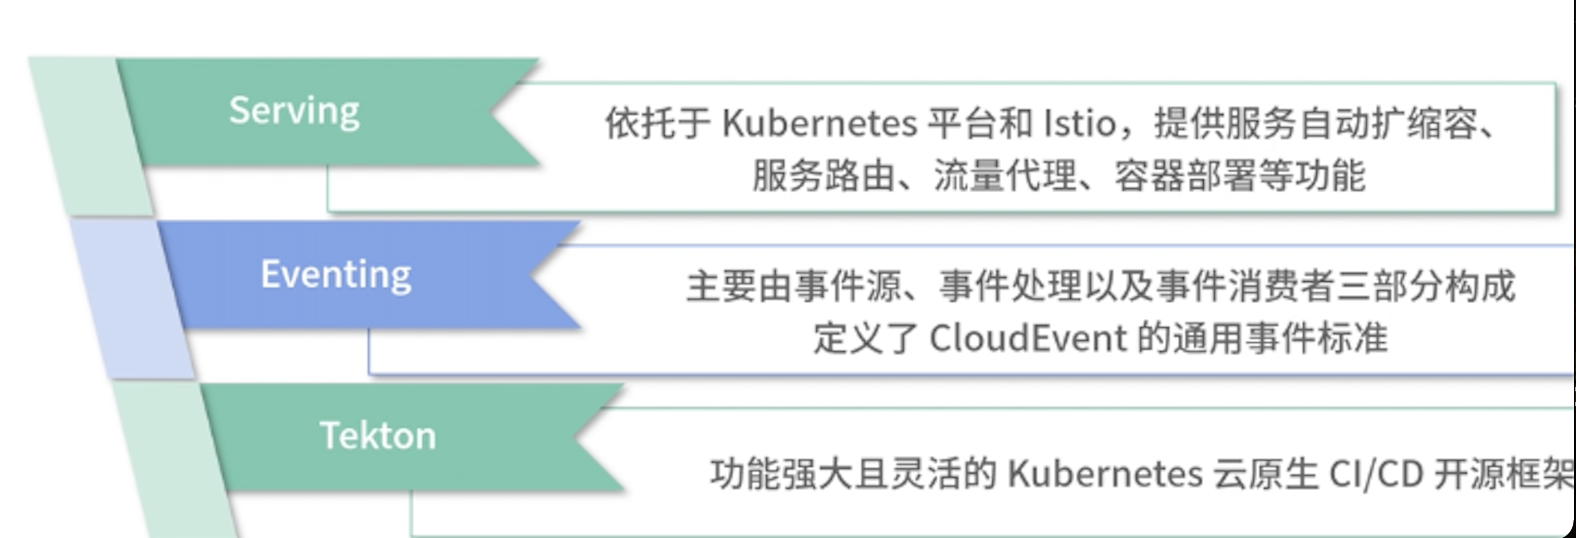 Serving
依托于 Kubernetes 平台和 Istio，提供服务自动扩缩容、
服务路由、流量代理、容器部署等功能
Eventing
主要由事件源、事件处理以及事件消费者三部分构成
定义了 CloudEvent 的通用事件标准
Tekton
功能强大且灵活的 Kubernetes 云原生 CI/CD 开源框架